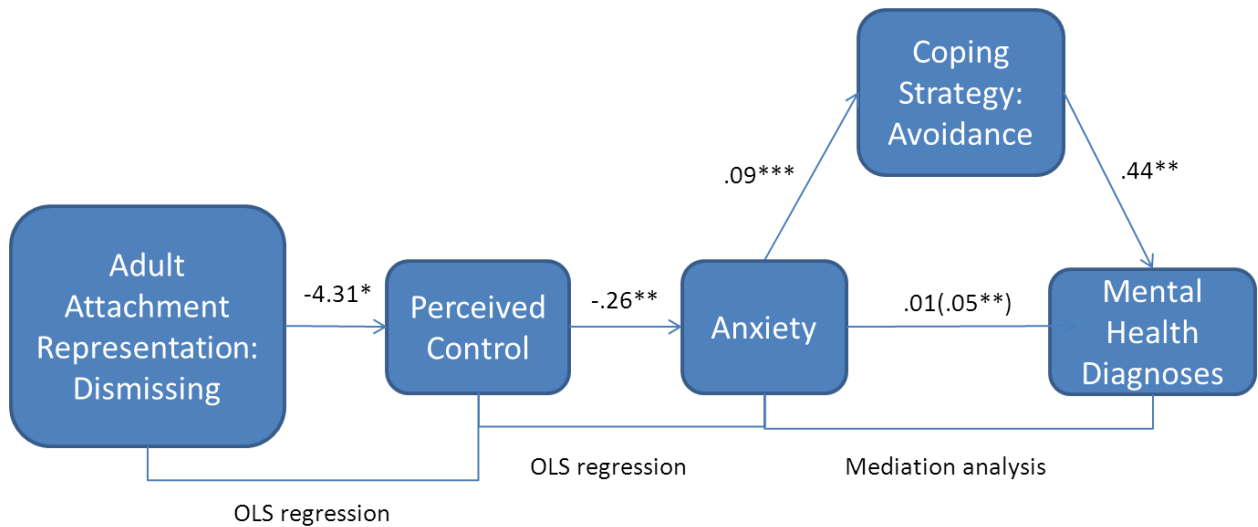 Coping
Strategy:
Avoidance
.09***
.44**
Adult
Attachment
Representation:
Dismissing
-4.31*
Perceived
Control
-.26**
Anxiety
.01(.05**)
Mental
Health
Diagnoses
OLS regression
Mediation analysis
OLS regression